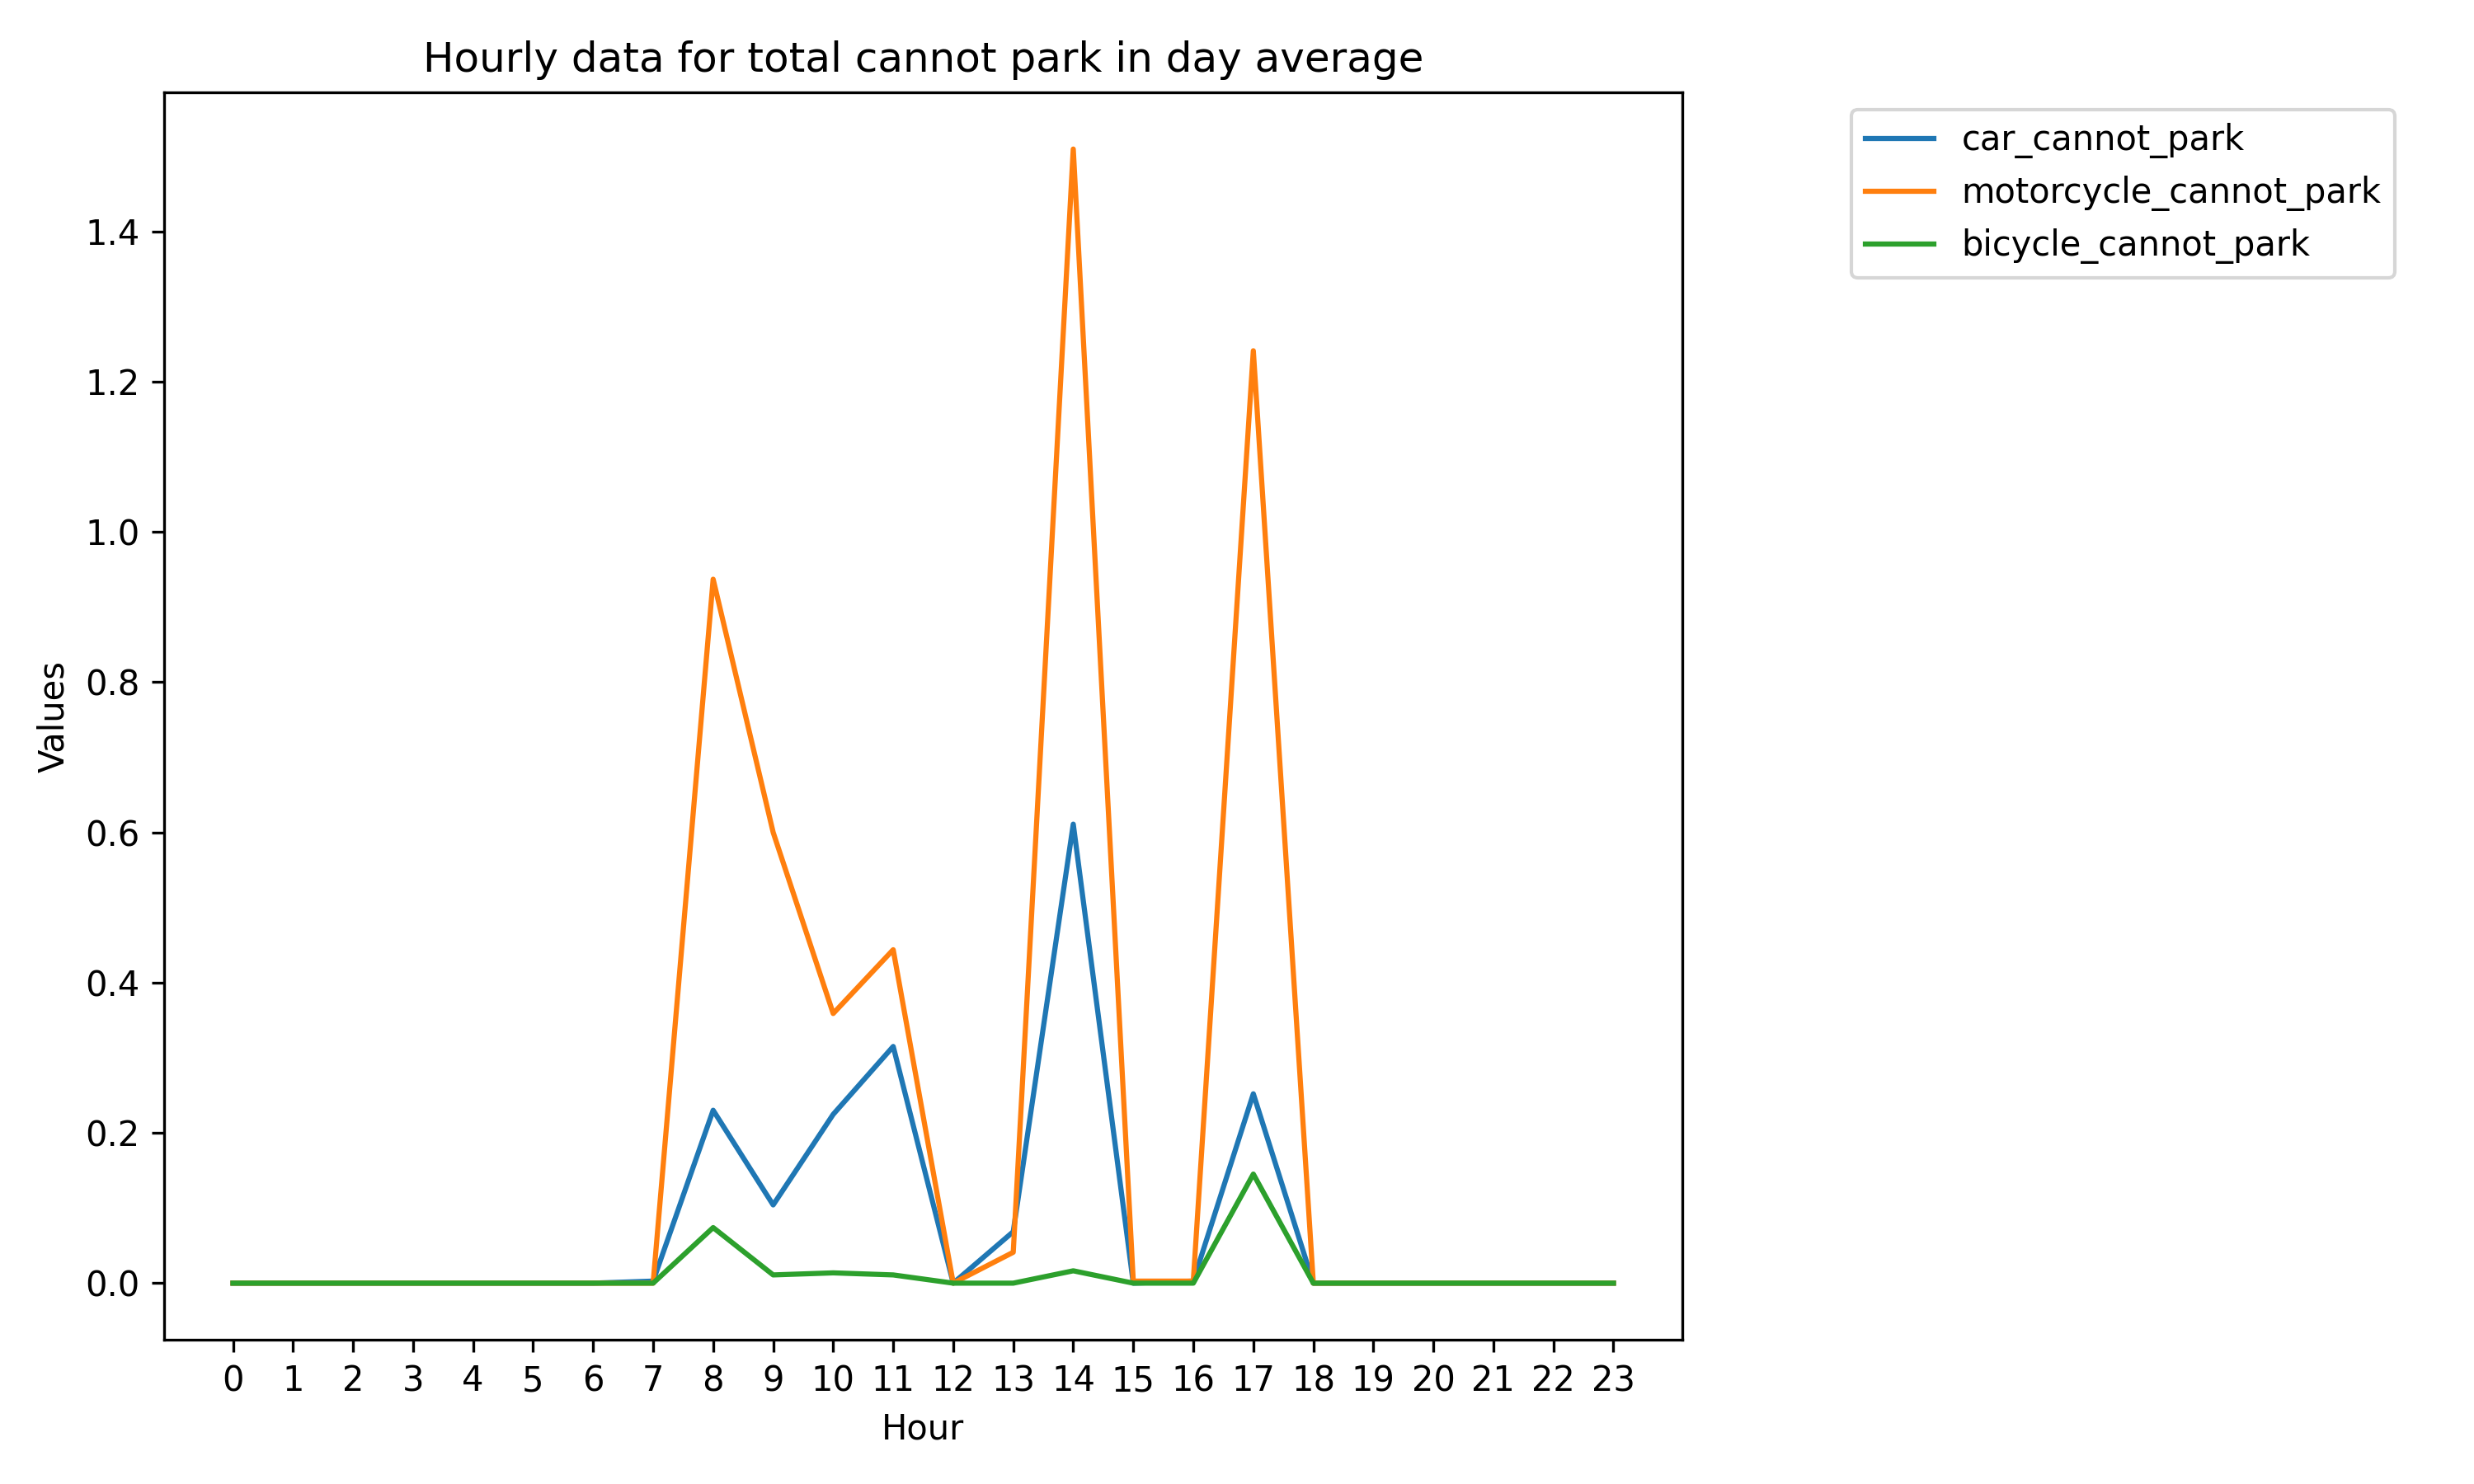 Hourly data for total cannot park in day average
car_cannot_park
motorcycle_cannot_park
bicycle_cannot_park
1.4
1.2
1.0
0.8
0.6
0.4
0.2
0.0
Values
0 1 2 3 4 5 6 7 8 9 10 11 12 13 14 15 16 17 18 19 20 21 22 23
Hour